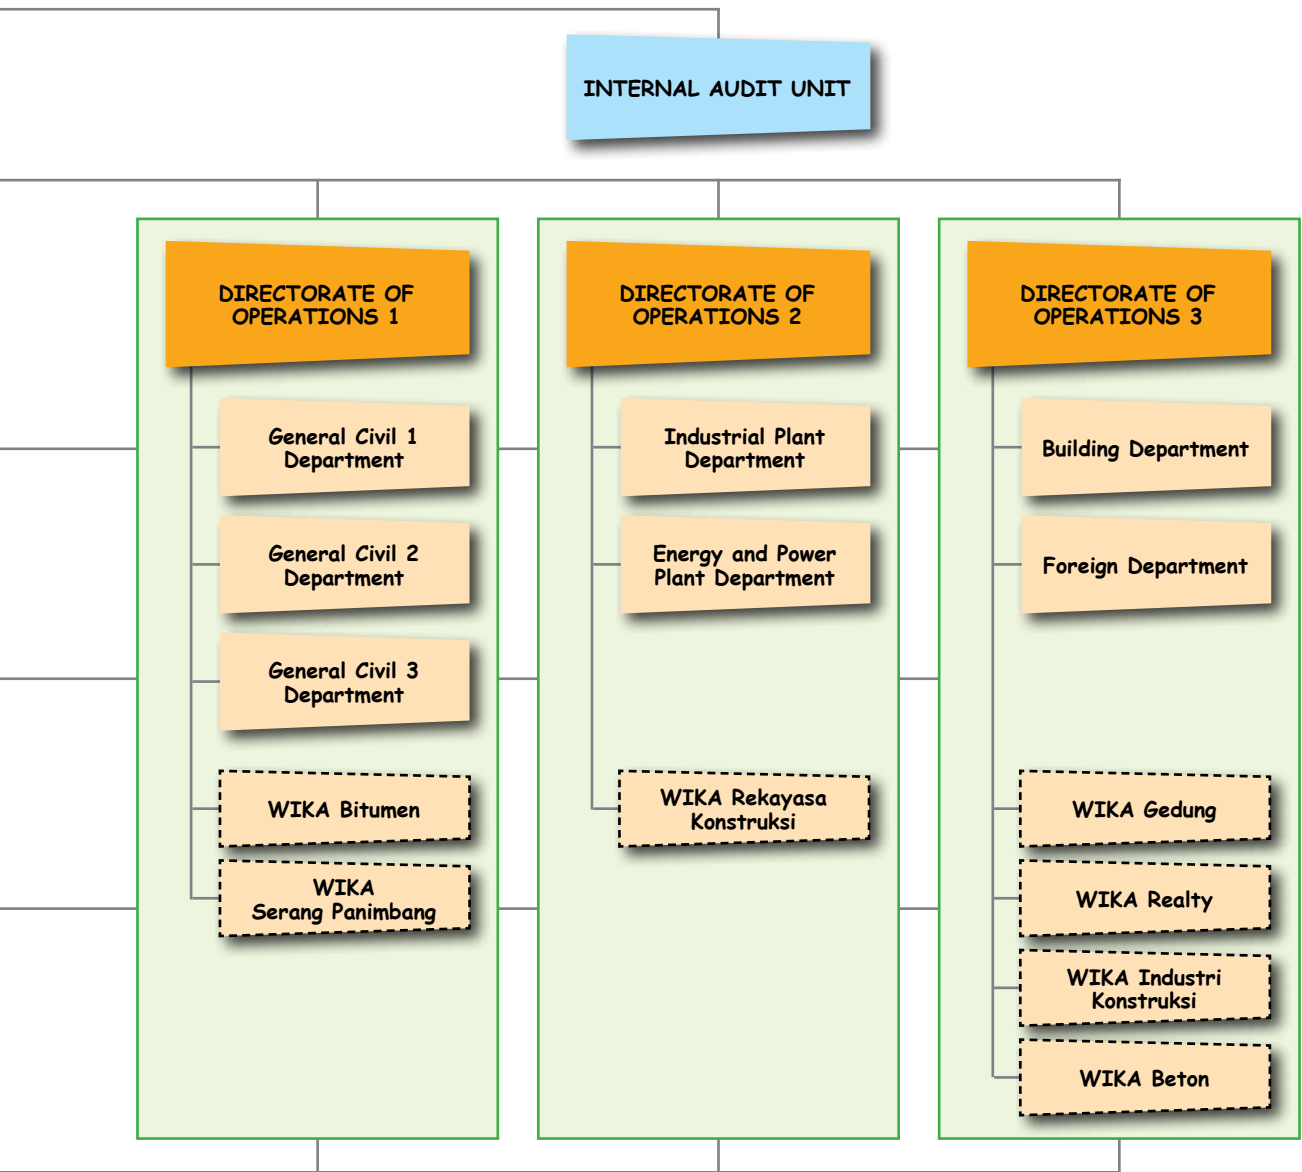 INTERNAL AUDIT UNIT
DIRECTORATE OF
OPERATIONS 1
General Civil 1
Department
General Civil 2
Department
General Civil 3
Department
WIKA Bitumen
WIKA
Serang Panimbang
DIRECTORATE OF
OPERATIONS 2
Industrial Plant
Department
Energy and Power
Plant Department
WIKA Rekayasa
Konstruksi
DIRECTORATE OF
OPERATIONS 3
Building Department
Foreign Department
WIKA Gedung
WIKA Realty
WIKA Industri
Konstruksi
WIKA Beton